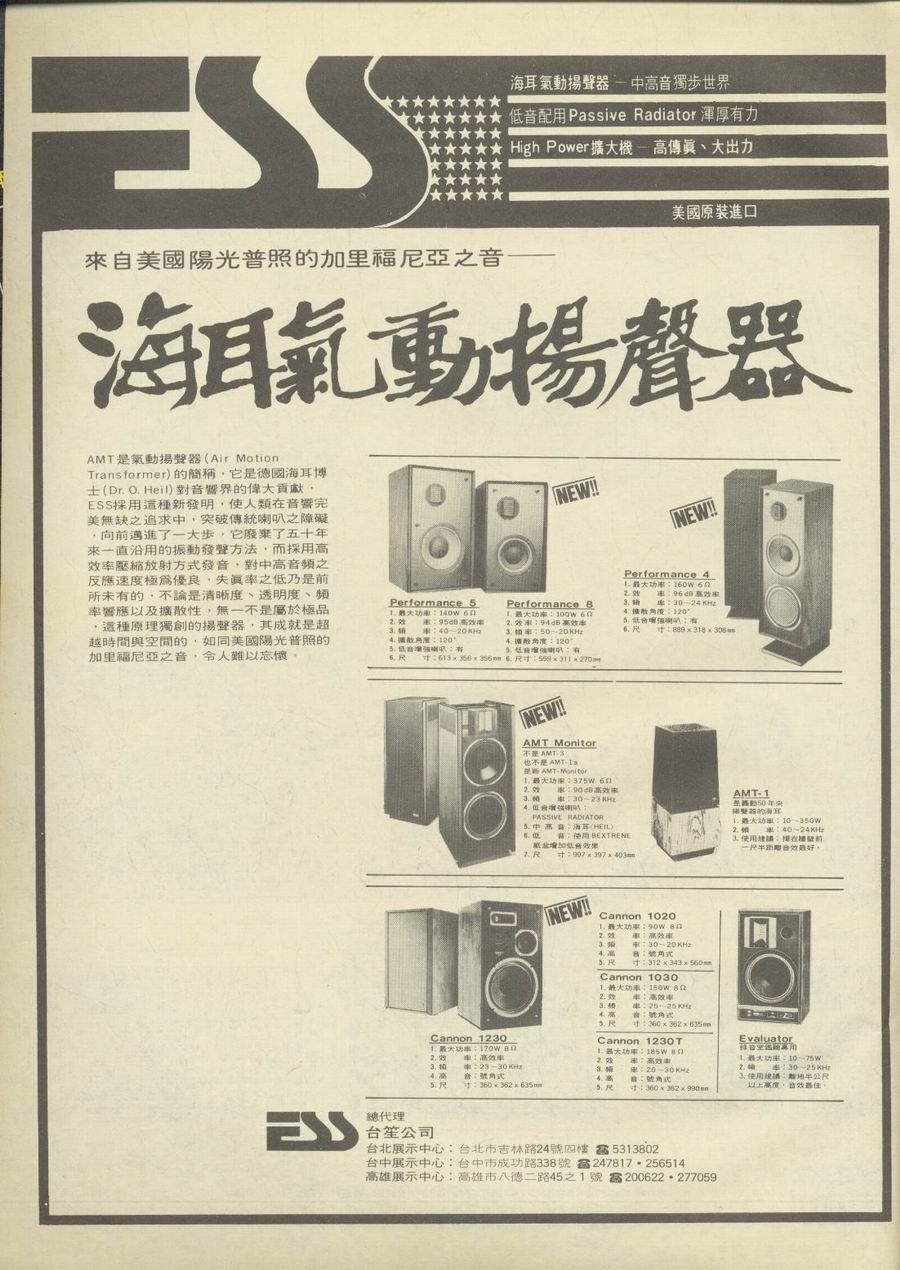 ESS
海耳氣動揚聲器－中高音獨步世界
低音配用Passive Radiator 渾厚有力
High Power擴大機－高傳眞、大出力
美國原裝進口
來自美國陽光普照的加里福尼亞之音——
海耳氣動揚聲器
AMT是氣動揚聲器(Air Motion
Transformer)的簡稱，它是德國海耳博
士(Dr. O. Heil)對音響界的偉大貢獻，
ESS採用這種新發明，使人類在音響完
美無缺之追求中，突破傳統喇叭之障礙
，向前邁進了一大步，它廢棄了五十年
來一直沿用的振動發聲方法，而採用高
效率壓縮放射方式發音，對中高音頻之
反應速度極爲優良，失眞率之低乃是前
所未有的，不論是清晰度、透明度、頻
率響應以及擴散性，無一不是屬於極品
，這種原理獨創的揚聲器，其成就是超
越時間與空間的，如同美國陽光普照的
加里福尼亞之音，令人難以忘懷。
NEW!!
Performance 5
1. 最大功率：140W 6Ω
2. 效　率：95dB高效率
3. 頻　率：40～20KHz
4. 擴散角度：120°
5. 低音增強喇叭：有
6. 尺　寸：613 x 356 x 356mm
Performance 8
1. 最大功率：100W 6Ω
2. 效率：94dB高效率
3. 頻率：50～20KHz
4. 擴散角度：120°
5. 低音增強喇叭：有
6. 尺寸：559 x 311 x 270mm
NEW!!
Performance 4
1. 最大功率：160W 6Ω
2. 效　率：96dB高效率
3. 頻　率：30～24KHz
4. 擴散角度：120°
5. 低音增強喇叭：有
6. 尺　寸：889 x 318 x 308mm
NEW!!
AMT Monitor
不是AMT-3
也不是AMT-1a
是新AMT-Monitor
1. 最大功率：375W 6Ω
2. 效　率：90dB高效率
3. 頻　率：30～23KHz
4. 低音增強喇叭：
PASSIVE RADIATOR
5. 中高音：海耳(HEIL)
6. 低　音：使用BEXTRENE
紙盆增加低音效果
7. 尺　寸：997 x 397 x 403mm
AMT-1
是轟動50年來
揚聲器的海耳
1. 最大功率：10～350W
2. 頻　率：40～24KHz
3. 使用建議：擺在牆壁前
一尺半距離音效最好，
NEW!!
Cannon 1230
1. 最大功率：170W 8Ω
2. 效　率：高效率
3. 頻　率：23～30KHz
4. 高　音：號角式
5. 尺　寸：360 x 362 x 635mm
Cannon 1020
1. 最大功率：90W 8Ω
2. 效　率：高效率
3. 頻　率：30～20KHz
4. 高　音：號角式
5. 尺　寸：312 x 343 x 560mm
Cannon 1030
1. 最大功率：150W 8Ω
2. 效　率：高效率
3. 頻　率：25～25KHz
4. 高　音：號角式
5. 尺　寸：360 x 362 x 635mm
Cannon 1230T
1. 最大功率：185W 8Ω
2. 效　率：高效率
3. 頻　率：20～30KHz
4. 高　音：號角式
5. 尺　寸：360 x 362 x 990mm
Evaluator
錄音室鑑聽專用
1. 最大功率：10～75W
2. 頻　率：30～25KHz
3. 使用建議：離地半公尺
以上高度，音效最佳。
ESS
總代理
台笙公司
台北展示中心：台北市吉林路24號四樓 ☎5313802
台中展示中心：台中市成功路338號 ☎247817•256514
高雄展示中心：高雄市八德二路45之1號 ☎200622•277059